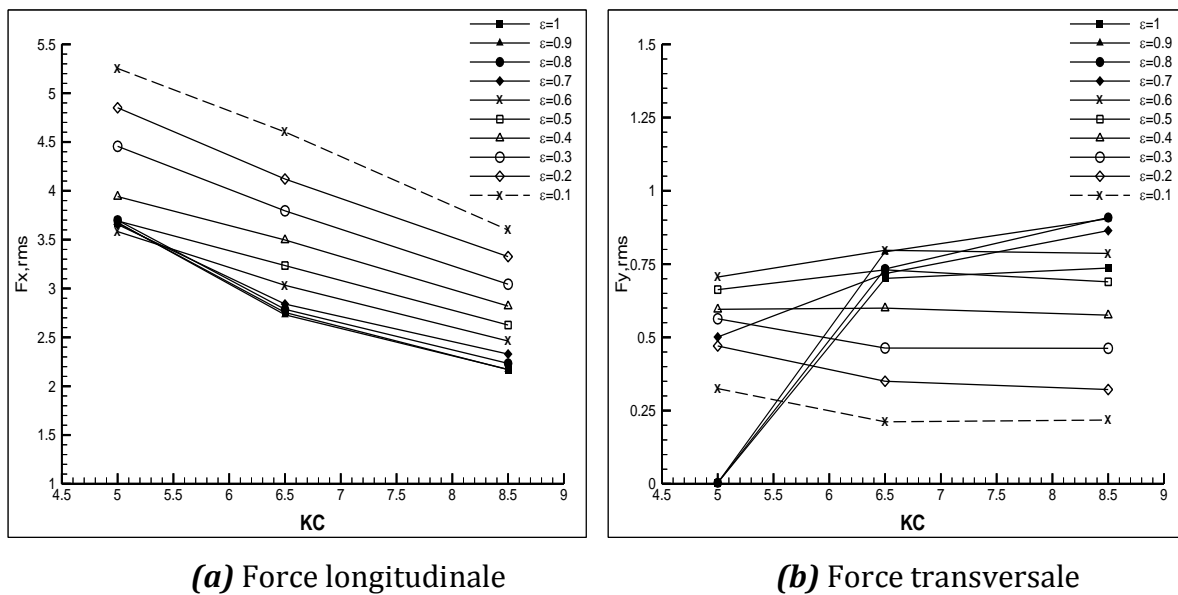 ε=1
ε=0.9
ε=0.8
ε=0.7
ε=0.6
ε=0.5
ε=0.4
ε=0.3
ε=0.2
ε=0.1
5.5
5
4.5
4
3.5
3
2.5
2
1.5
1
Fx,rms
4.5 5 5.5 6 6.5 7 7.5 8 8.5 9
KC
(a) Force longitudinale
ε=1
ε=0.9
ε=0.8
ε=0.7
ε=0.6
ε=0.5
ε=0.4
ε=0.3
ε=0.2
ε=0.1
1.5
1.25
1
0.75
0.5
0.25
0
Fy,rms
4.5 5 5.5 6 6.5 7 7.5 8 8.5 9
KC
(b) Force transversale